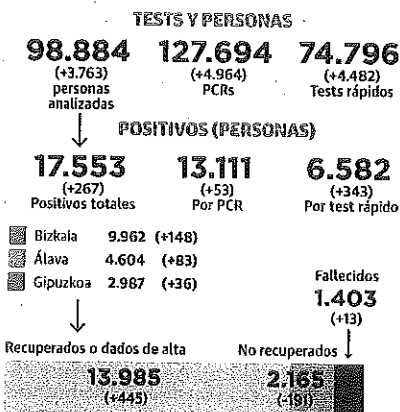 TESTS Y PERSONAS
98.884 127.694 74.796
(+3.763) (+4.964) (+4.482)
personas analizadas PCRs Tests rápidos
POSITIVOS (PERSONAS)
17.553 13.111 6.582
(+267) (+53) (+343)
Positivos totales Por PCR Por test rápido
Bizkaia 9.962 (+148)
Álava 4.604 (+83)
Gipuzkoa 2.987 (+36)
Fallecidos
1.403
(+13)
Recuperados o dados de alta No recuperados
13.985 2.165
(+445) (-191)